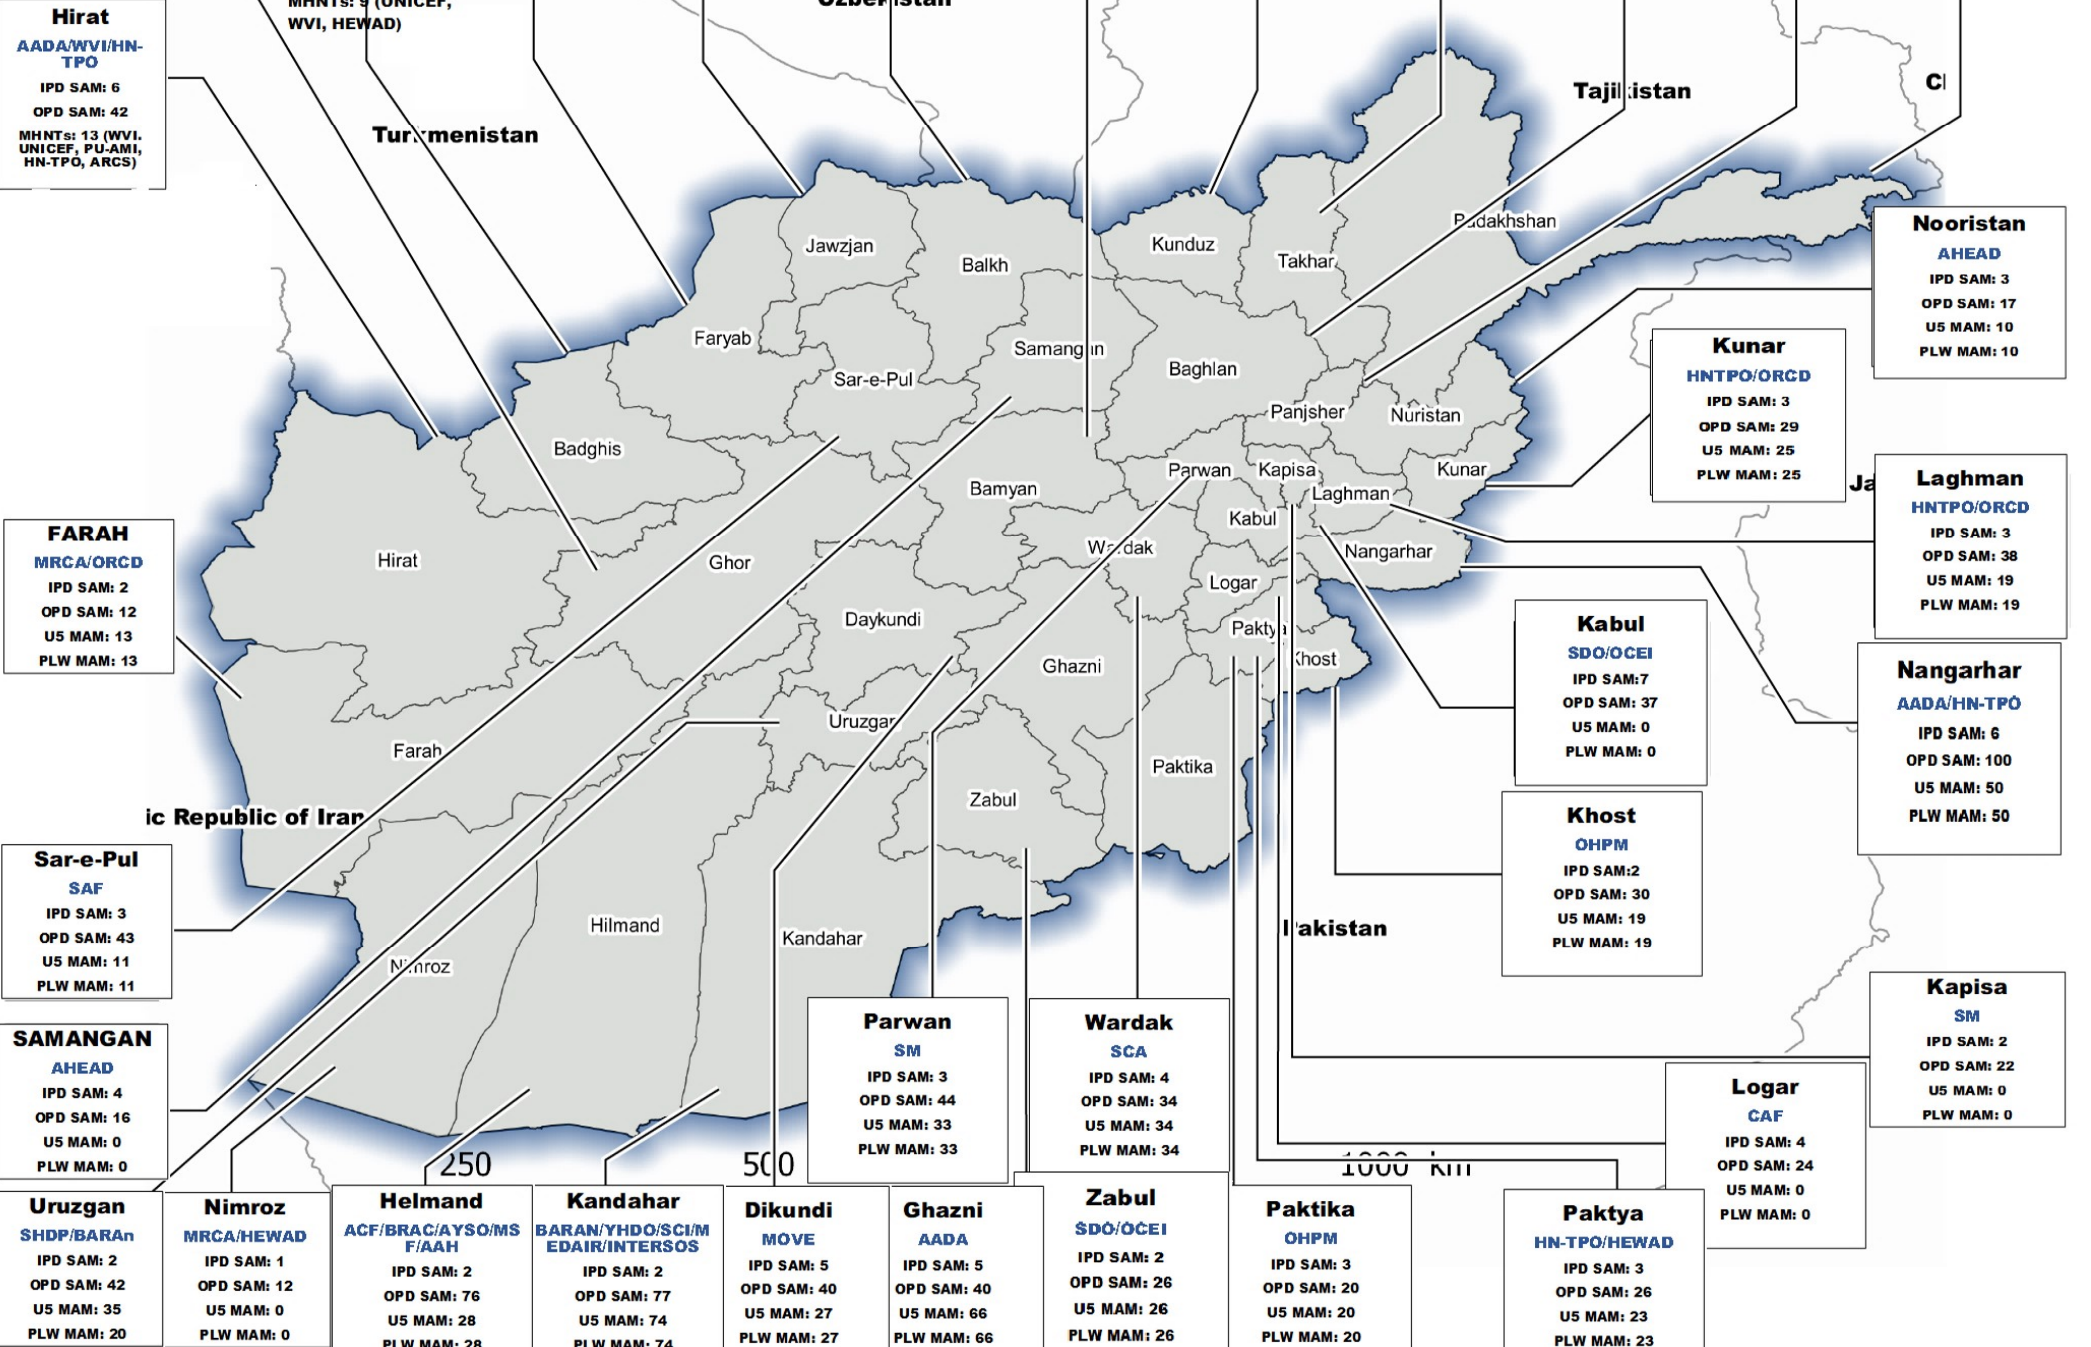 Hirat
AADA/WVI/HN-
TPO
IPD SAM: 6
OPD SAM: 42
MHNTs: 13 (WVI.
UNICEF, PU-AMI,
HN-TPO, ARCS)
MHNTs: 9 (UNICEF,
WVI, HEWAD)
Uzbekistan
Turkmenistan
Tajikistan
Jawzjan
Balkh
Kunduz
Takhar
Badakhshan
Faryab
Samangan
Sar-e-Pul
Baghlan
Panjsher
Nuristan
Badghis
Bamyan
Parwan
Kapisa
Kunar
Laghman
Kabul
Hirat
Ghor
Wardak
Nangarhar
Logar
Daykundi
Paktya
Ghazni
Khost
Uruzgan
Farah
Paktika
Zabul
Hilmand
Kandahar
Nimroz
ic Republic of Iran
Pakistan
250
500
1000 km
Nooristan
AHEAD
IPD SAM: 3
OPD SAM: 17
U5 MAM: 10
PLW MAM: 10
Kunar
HNTPO/ORCD
IPD SAM: 3
OPD SAM: 29
U5 MAM: 25
PLW MAM: 25
Laghman
HNTPO/ORCD
IPD SAM: 3
OPD SAM: 38
U5 MAM: 19
PLW MAM: 19
FARAH
MRCA/ORCD
IPD SAM: 2
OPD SAM: 12
U5 MAM: 13
PLW MAM: 13
Kabul
SDO/OCEI
IPD SAM:7
OPD SAM: 37
U5 MAM: 0
PLW MAM: 0
Nangarhar
AADA/HN-TPO
IPD SAM: 6
OPD SAM: 100
U5 MAM: 50
PLW MAM: 50
Khost
OHPM
IPD SAM:2
OPD SAM: 30
U5 MAM: 19
PLW MAM: 19
Sar-e-Pul
SAF
IPD SAM: 3
OPD SAM: 43
U5 MAM: 11
PLW MAM: 11
Kapisa
SM
IPD SAM: 2
OPD SAM: 22
U5 MAM: 0
PLW MAM: 0
SAMANGAN
AHEAD
IPD SAM: 4
OPD SAM: 16
U5 MAM: 0
PLW MAM: 0
Parwan
SM
IPD SAM: 3
OPD SAM: 44
U5 MAM: 33
PLW MAM: 33
Wardak
SCA
IPD SAM: 4
OPD SAM: 34
U5 MAM: 34
PLW MAM: 34
Logar
CAF
IPD SAM: 4
OPD SAM: 24
U5 MAM: 0
PLW MAM: 0
Uruzgan
SHDP/BARAn
IPD SAM: 2
OPD SAM: 42
U5 MAM: 35
PLW MAM: 20
Nimroz
MRCA/HEWAD
IPD SAM: 1
OPD SAM: 12
U5 MAM: 0
PLW MAM: 0
Helmand
ACF/BRAC/AYSO/MS
F/AAH
IPD SAM: 2
OPD SAM: 76
U5 MAM: 28
PLW MAM: 28
Kandahar
BARAN/YHDO/SCI/M
EDAIR/INTERSOS
IPD SAM: 2
OPD SAM: 77
U5 MAM: 74
PLW MAM: 74
Dikundi
MOVE
IPD SAM: 5
OPD SAM: 40
U5 MAM: 27
PLW MAM: 27
Ghazni
AADA
IPD SAM: 5
OPD SAM: 40
U5 MAM: 66
PLW MAM: 66
Zabul
SDO/OCEI
IPD SAM: 2
OPD SAM: 26
U5 MAM: 26
PLW MAM: 26
Paktika
OHPM
IPD SAM: 3
OPD SAM: 20
U5 MAM: 20
PLW MAM: 20
Paktya
HN-TPO/HEWAD
IPD SAM: 3
OPD SAM: 26
U5 MAM: 23
PLW MAM: 23